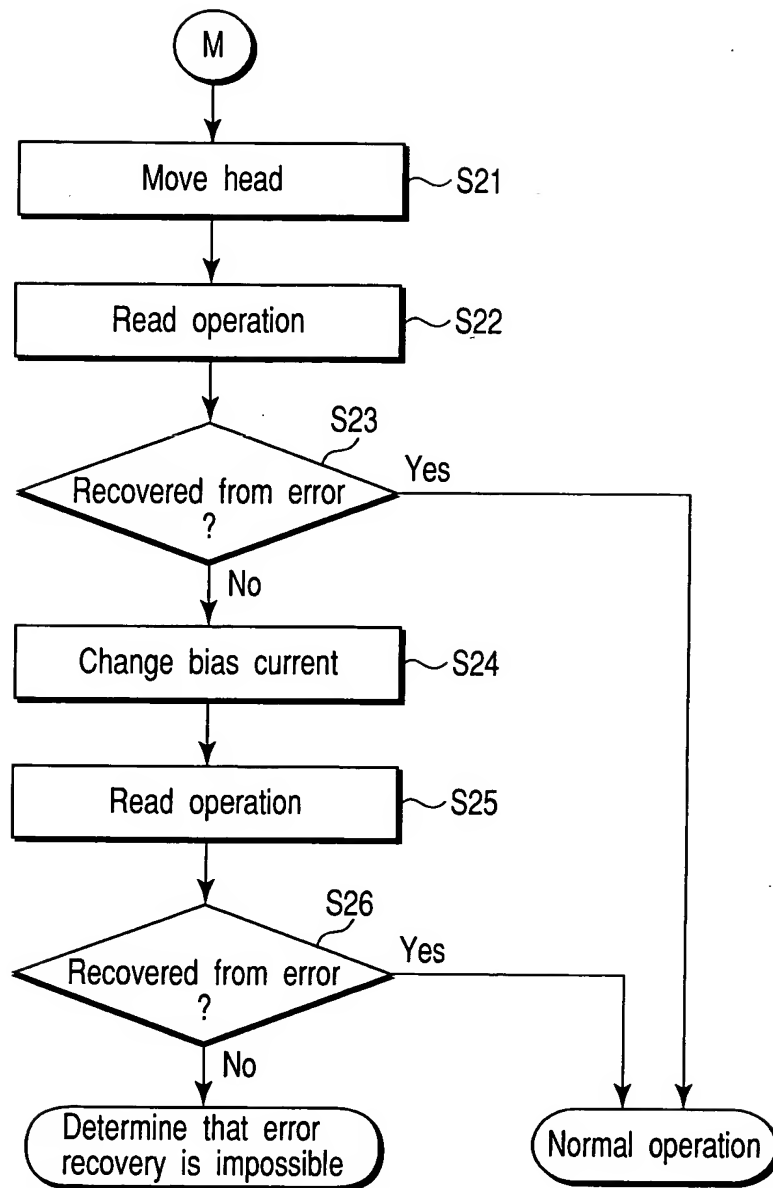 M
Move head
S21
Read operation
S22
S23
Recovered from error
?
Yes
No
Change bias current
S24
Read operation
S25
S26
Recovered from error
?
Yes
No
Determine that error
recovery is impossible
Normal operation